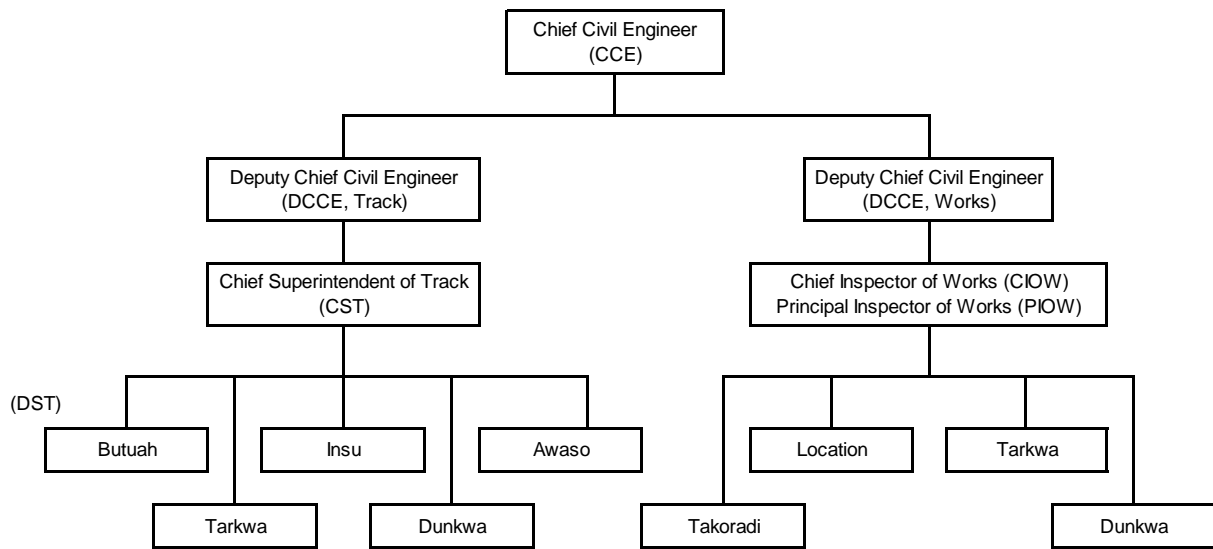 Chief Civil Engineer
(CCE)
Deputy Chief Civil Engineer
(DCCE, Track)
Deputy Chief Civil Engineer
(DCCE, Works)
Chief Superintendent of Track
(CST)
Chief Inspector of Works (CIOW)
Principal Inspector of Works (PIOW)
(DST)
Butuah
Insu
Awaso
Location
Tarkwa
Tarkwa
Dunkwa
Takoradi
Dunkwa